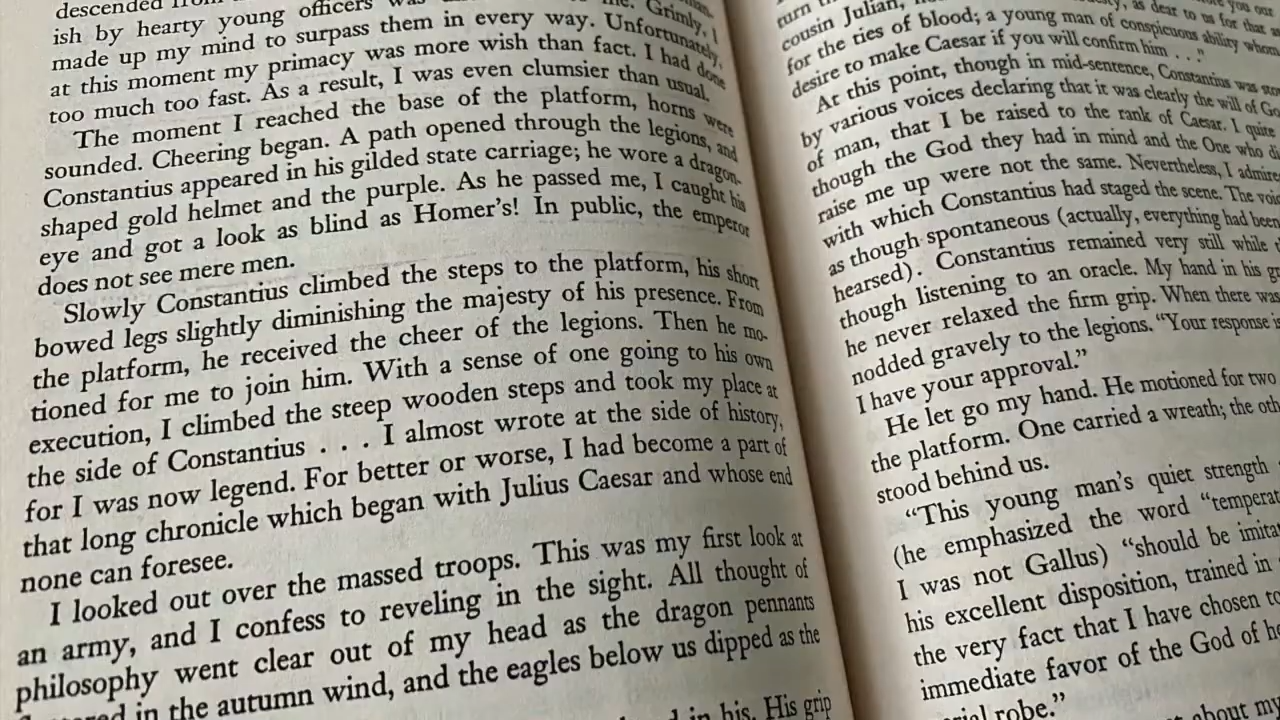 descended from
ish by hearty young officers was
made up my mind to surpass them in every way. Unfortunately,
at this moment my primacy was more wish than fact. I had done
too much too fast. As a result, I was even clumsier than usual.
The moment I reached the base of the platform, horns were
sounded. Cheering began. A path opened through the legions, and
Constantius appeared in his gilded state carriage; he wore a dragon-
shaped gold helmet and the purple. As he passed me, I caught his
eye and got a look as blind as Homer's! In public, the emperor
does not see mere men.
Slowly Constantius climbed the steps to the platform, his short
bowed legs slightly diminishing the majesty of his presence. From
the platform, he received the cheer of the legions. Then he mo-
tioned for me to join him. With a sense of one going to his own
execution, I climbed the steep wooden steps and took my place at
the side of Constantius . . . I almost wrote at the side of history,
for I was now legend. For better or worse, I had become a part of
that long chronicle which began with Julius Caesar and whose end
none can foresee.
I looked out over the massed troops. This was my first look at
an army, and I confess to reveling in the sight. All thought of
philosophy went clear out of my head as the dragon pennants
in the autumn wind, and the eagles below us dipped as the
in his. His grip
turn
cousin Julian,
as dear to us for that
for the ties of blood; a young man of conspicuous ability whom
desire to make Caesar if you will confirm him . . ."
At this point, though in mid-sentence, Constantius was
by various voices declaring that it was clearly the will of
of man, that I be raised to the rank of Caesar. I quite
though the God they had in mind and the One who
raise me up were not the same. Nevertheless, I
with which Constantius had staged the scene. The
as though spontaneous (actually, everything had been
hearsed). Constantius remained very still while
though listening to an oracle. My hand in his
he never relaxed the firm grip. When there was
nodded gravely to the legions. "Your response
I have your approval."
He let go my hand. He motioned for two
the platform. One carried a wreath; the
stood behind us.
"This young man's quiet strength
(he emphasized the word "temperat
I was not Gallus) "should be imita
his excellent disposition, trained in
the very fact that I have chosen to
immediate favor of the God of
robe."
about my